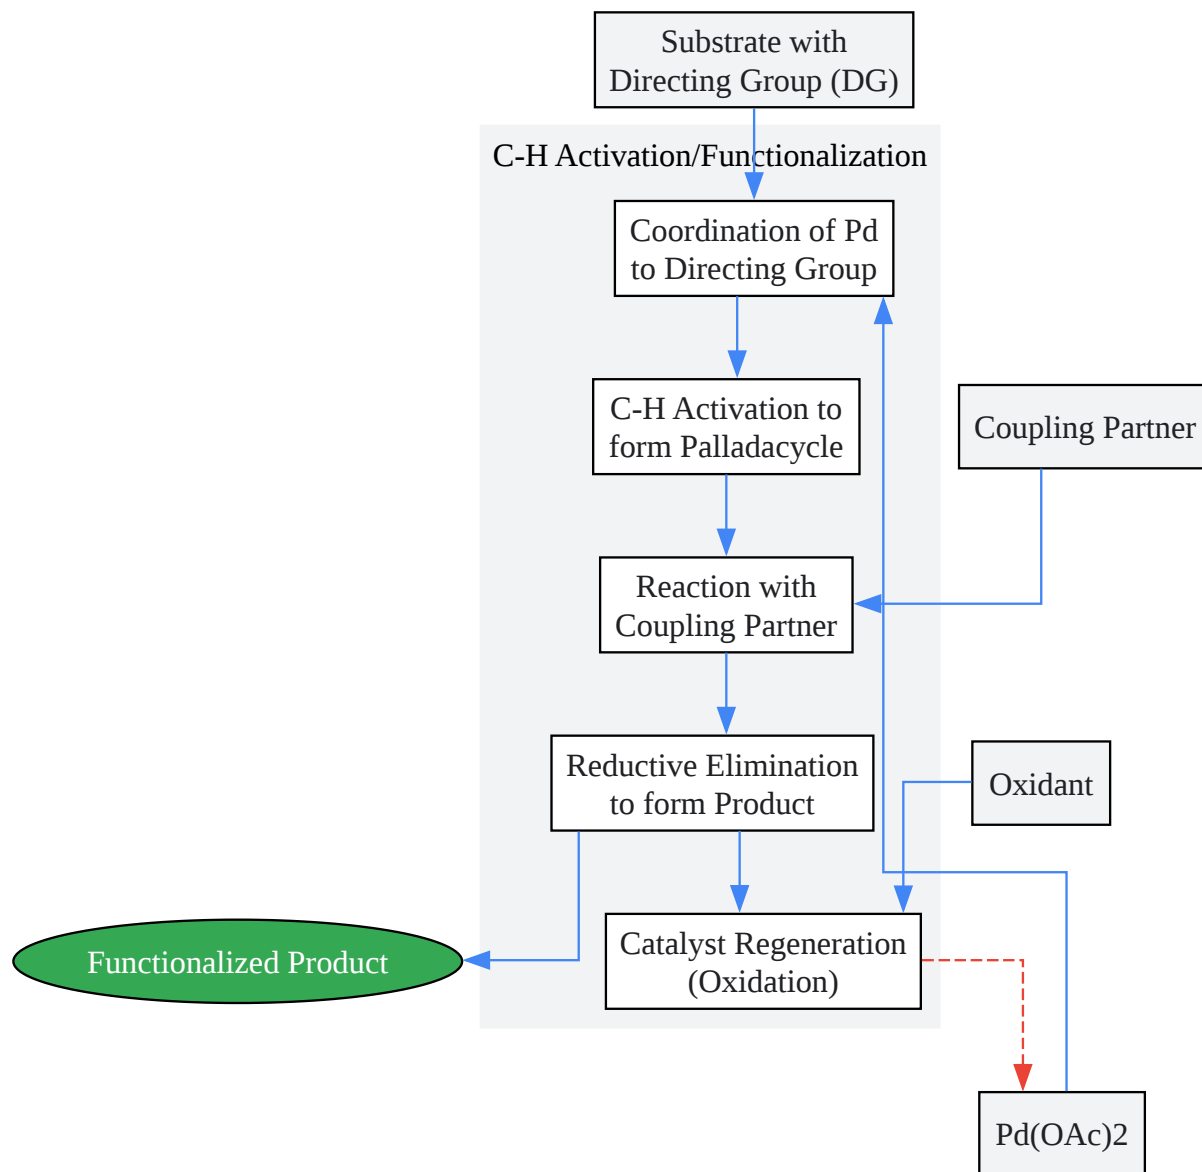 Substrate with
Directing Group (DG)
C-H Activation/Functionalization
Coordination of Pd
to Directing Group
C-H Activation to
form Palladacycle
Coupling Partner
Reaction with
Coupling Partner
Reductive Elimination
to form Product
Oxidant
Functionalized Product
Catalyst Regeneration
(Oxidation)
Pd(OAc)2